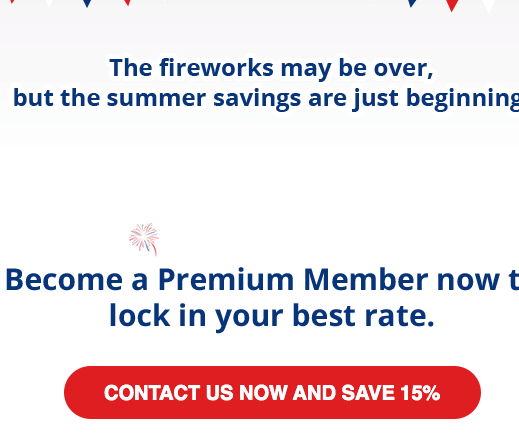 The fireworks may be over,
but the summer savings are just beginning
Become a Premium Member now t
lock in your best rate.
CONTACT US NOW AND SAVE 15%